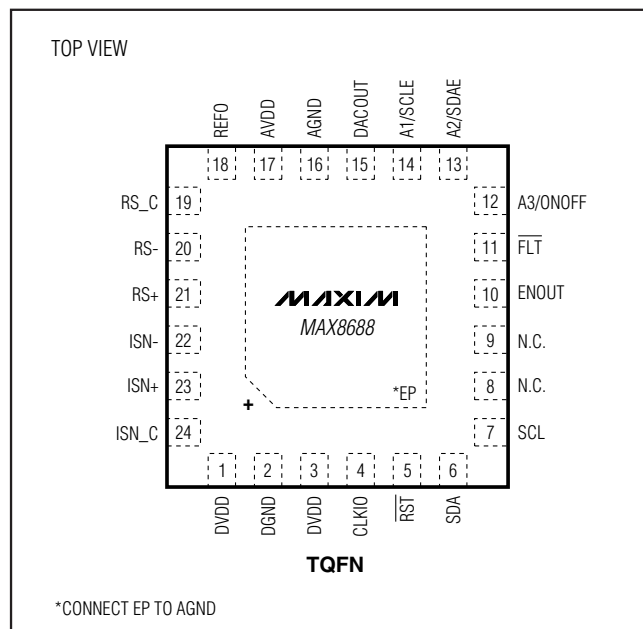 TOP VIEW
REFO
AVDD
AGND
DACOUT
A1/SCLE
A2/SDAE
18 17 16 15 14 13
RS_C 19
RS- 20
RS+ 21
ISN- 22
ISN+ 23
ISN_C 24
12 A3/ONOFF
11 FLT
10 ENOUT
9 N.C.
8 N.C.
7 SCL
MAXIM
MAX8688
*EP
+
1 2 3 4 5 6
DVDD
DGND
DVDD
CLKIO
RST
SDA
TQFN
*CONNECT EP TO AGND